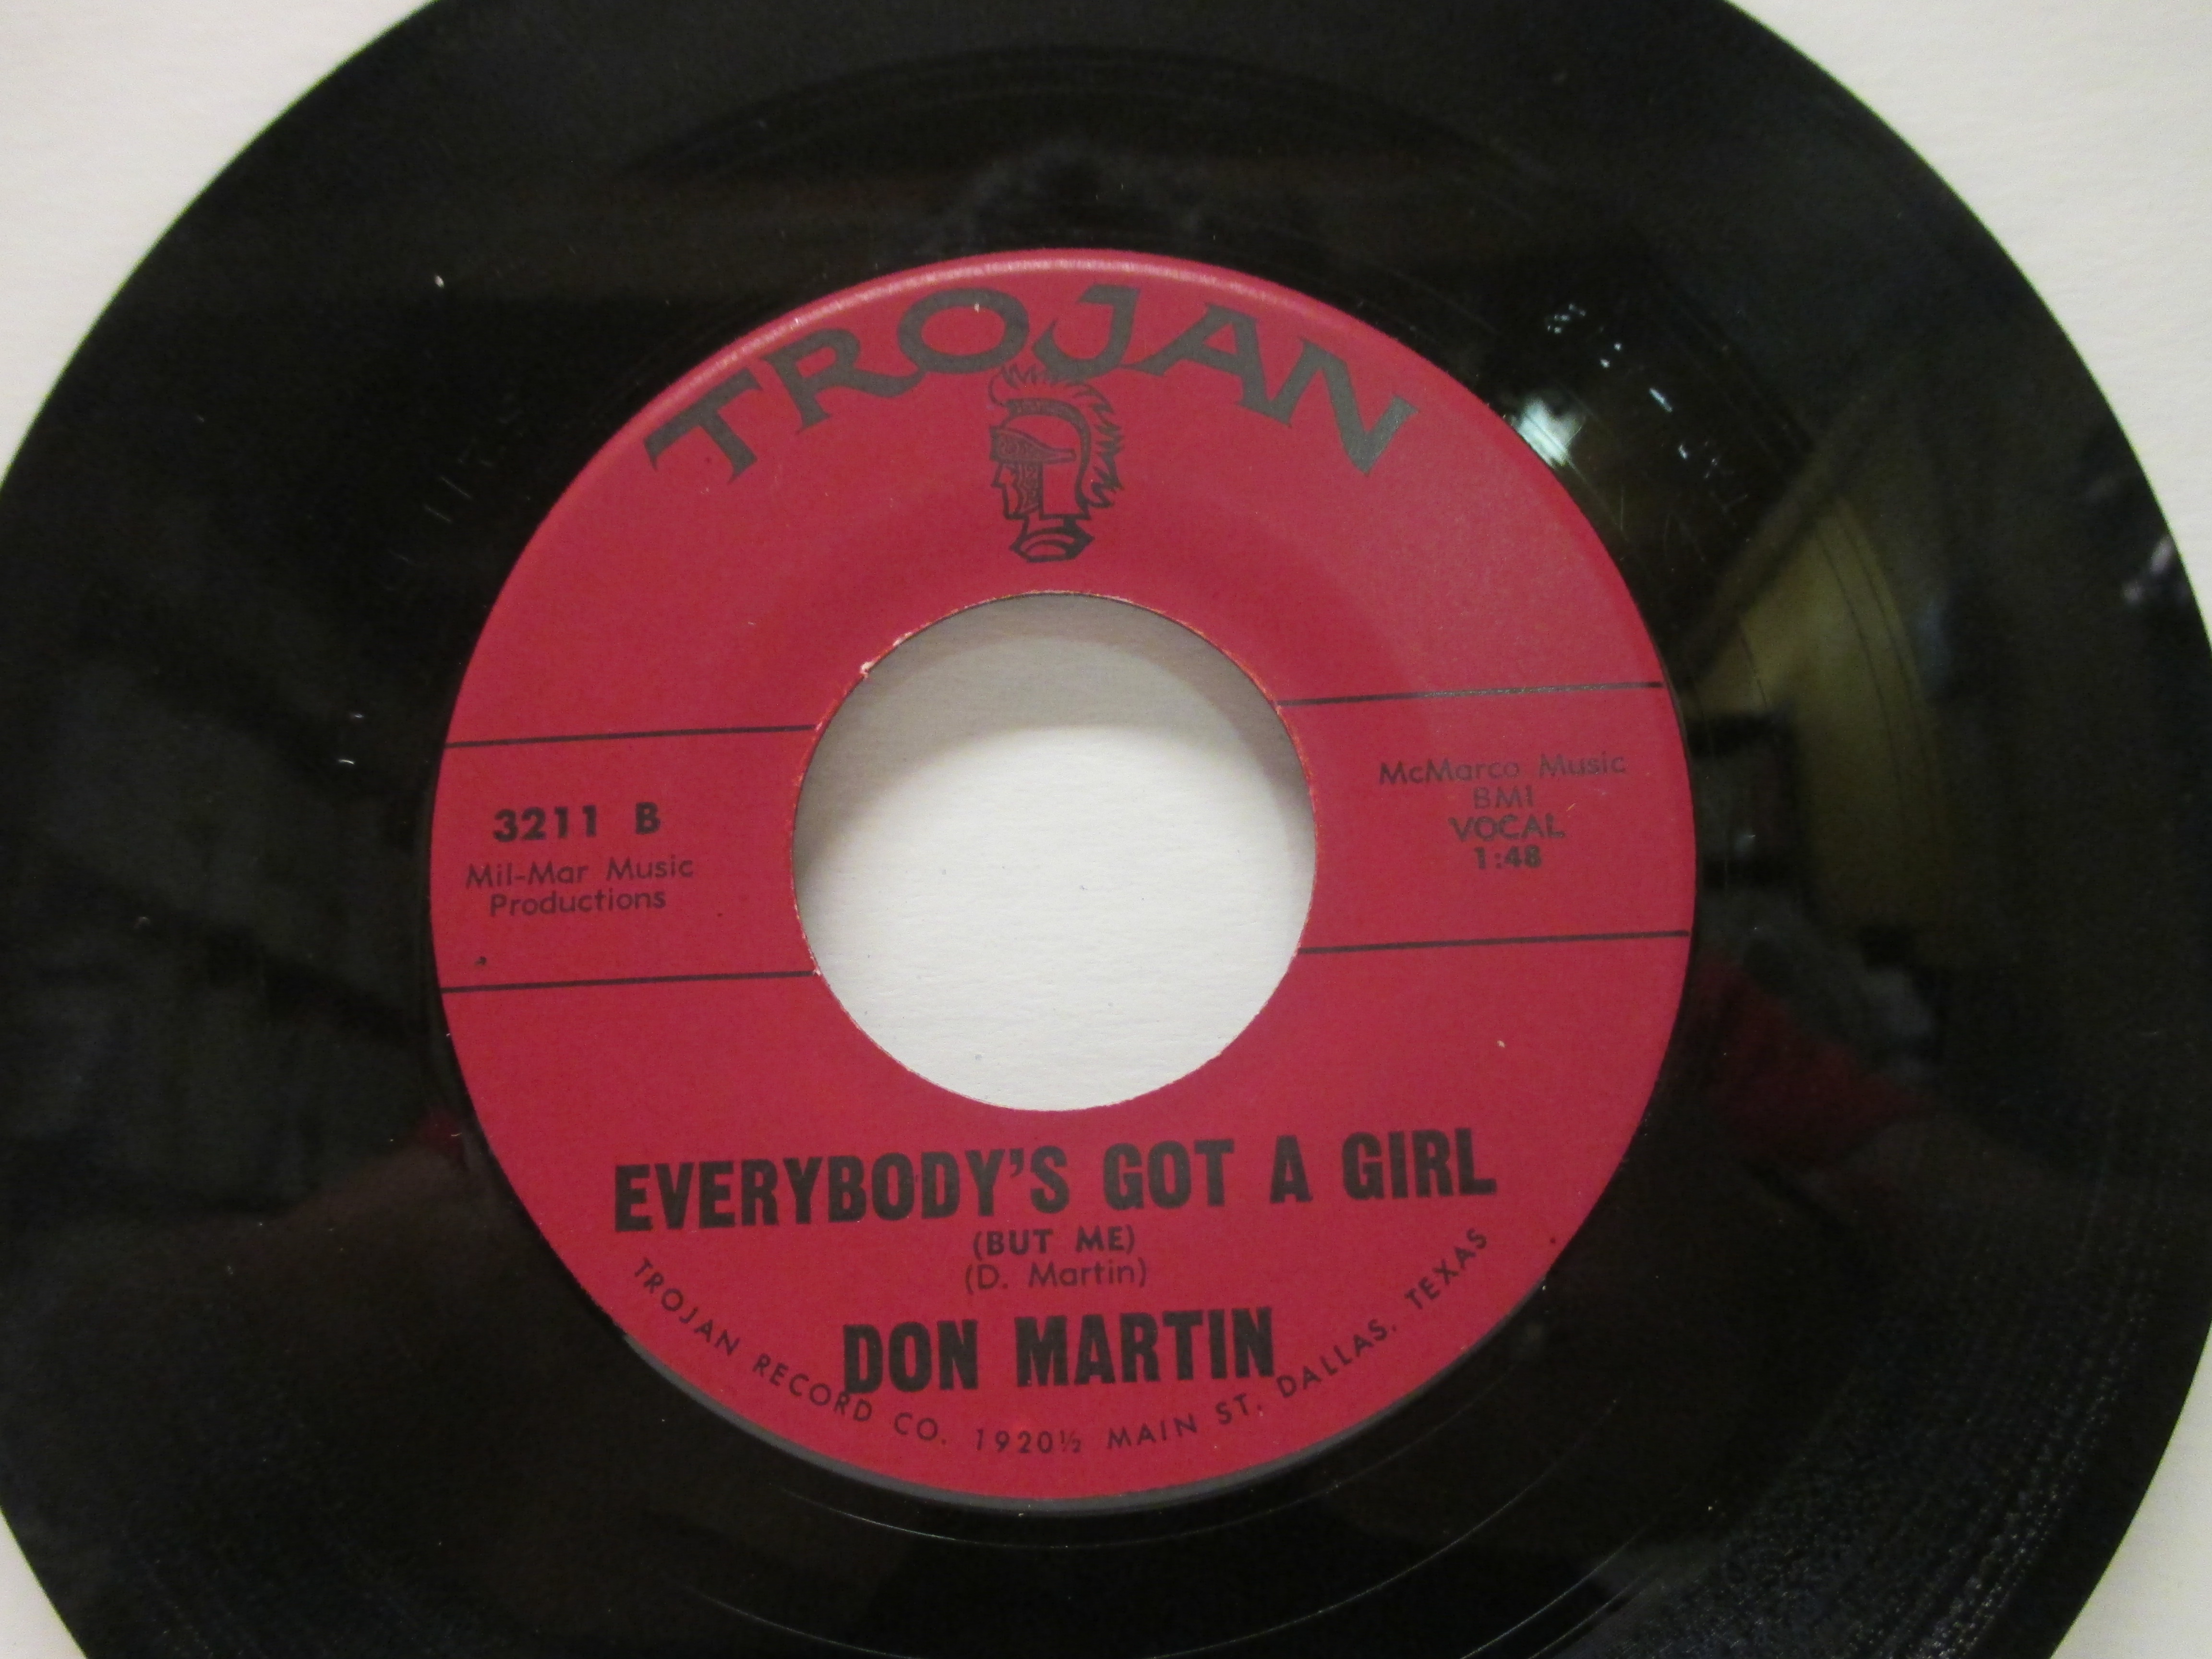 TROJAN
3211 B
Mil-Mar Music
Productions
McMarco Music
BMI
VOCAL
1:48
EVERYBODY'S GOT A GIRL
(BUT ME)
(D. Martin)
DON MARTIN
TROJAN RECORD CO. 1920½ MAIN ST. DALLAS, TEXAS